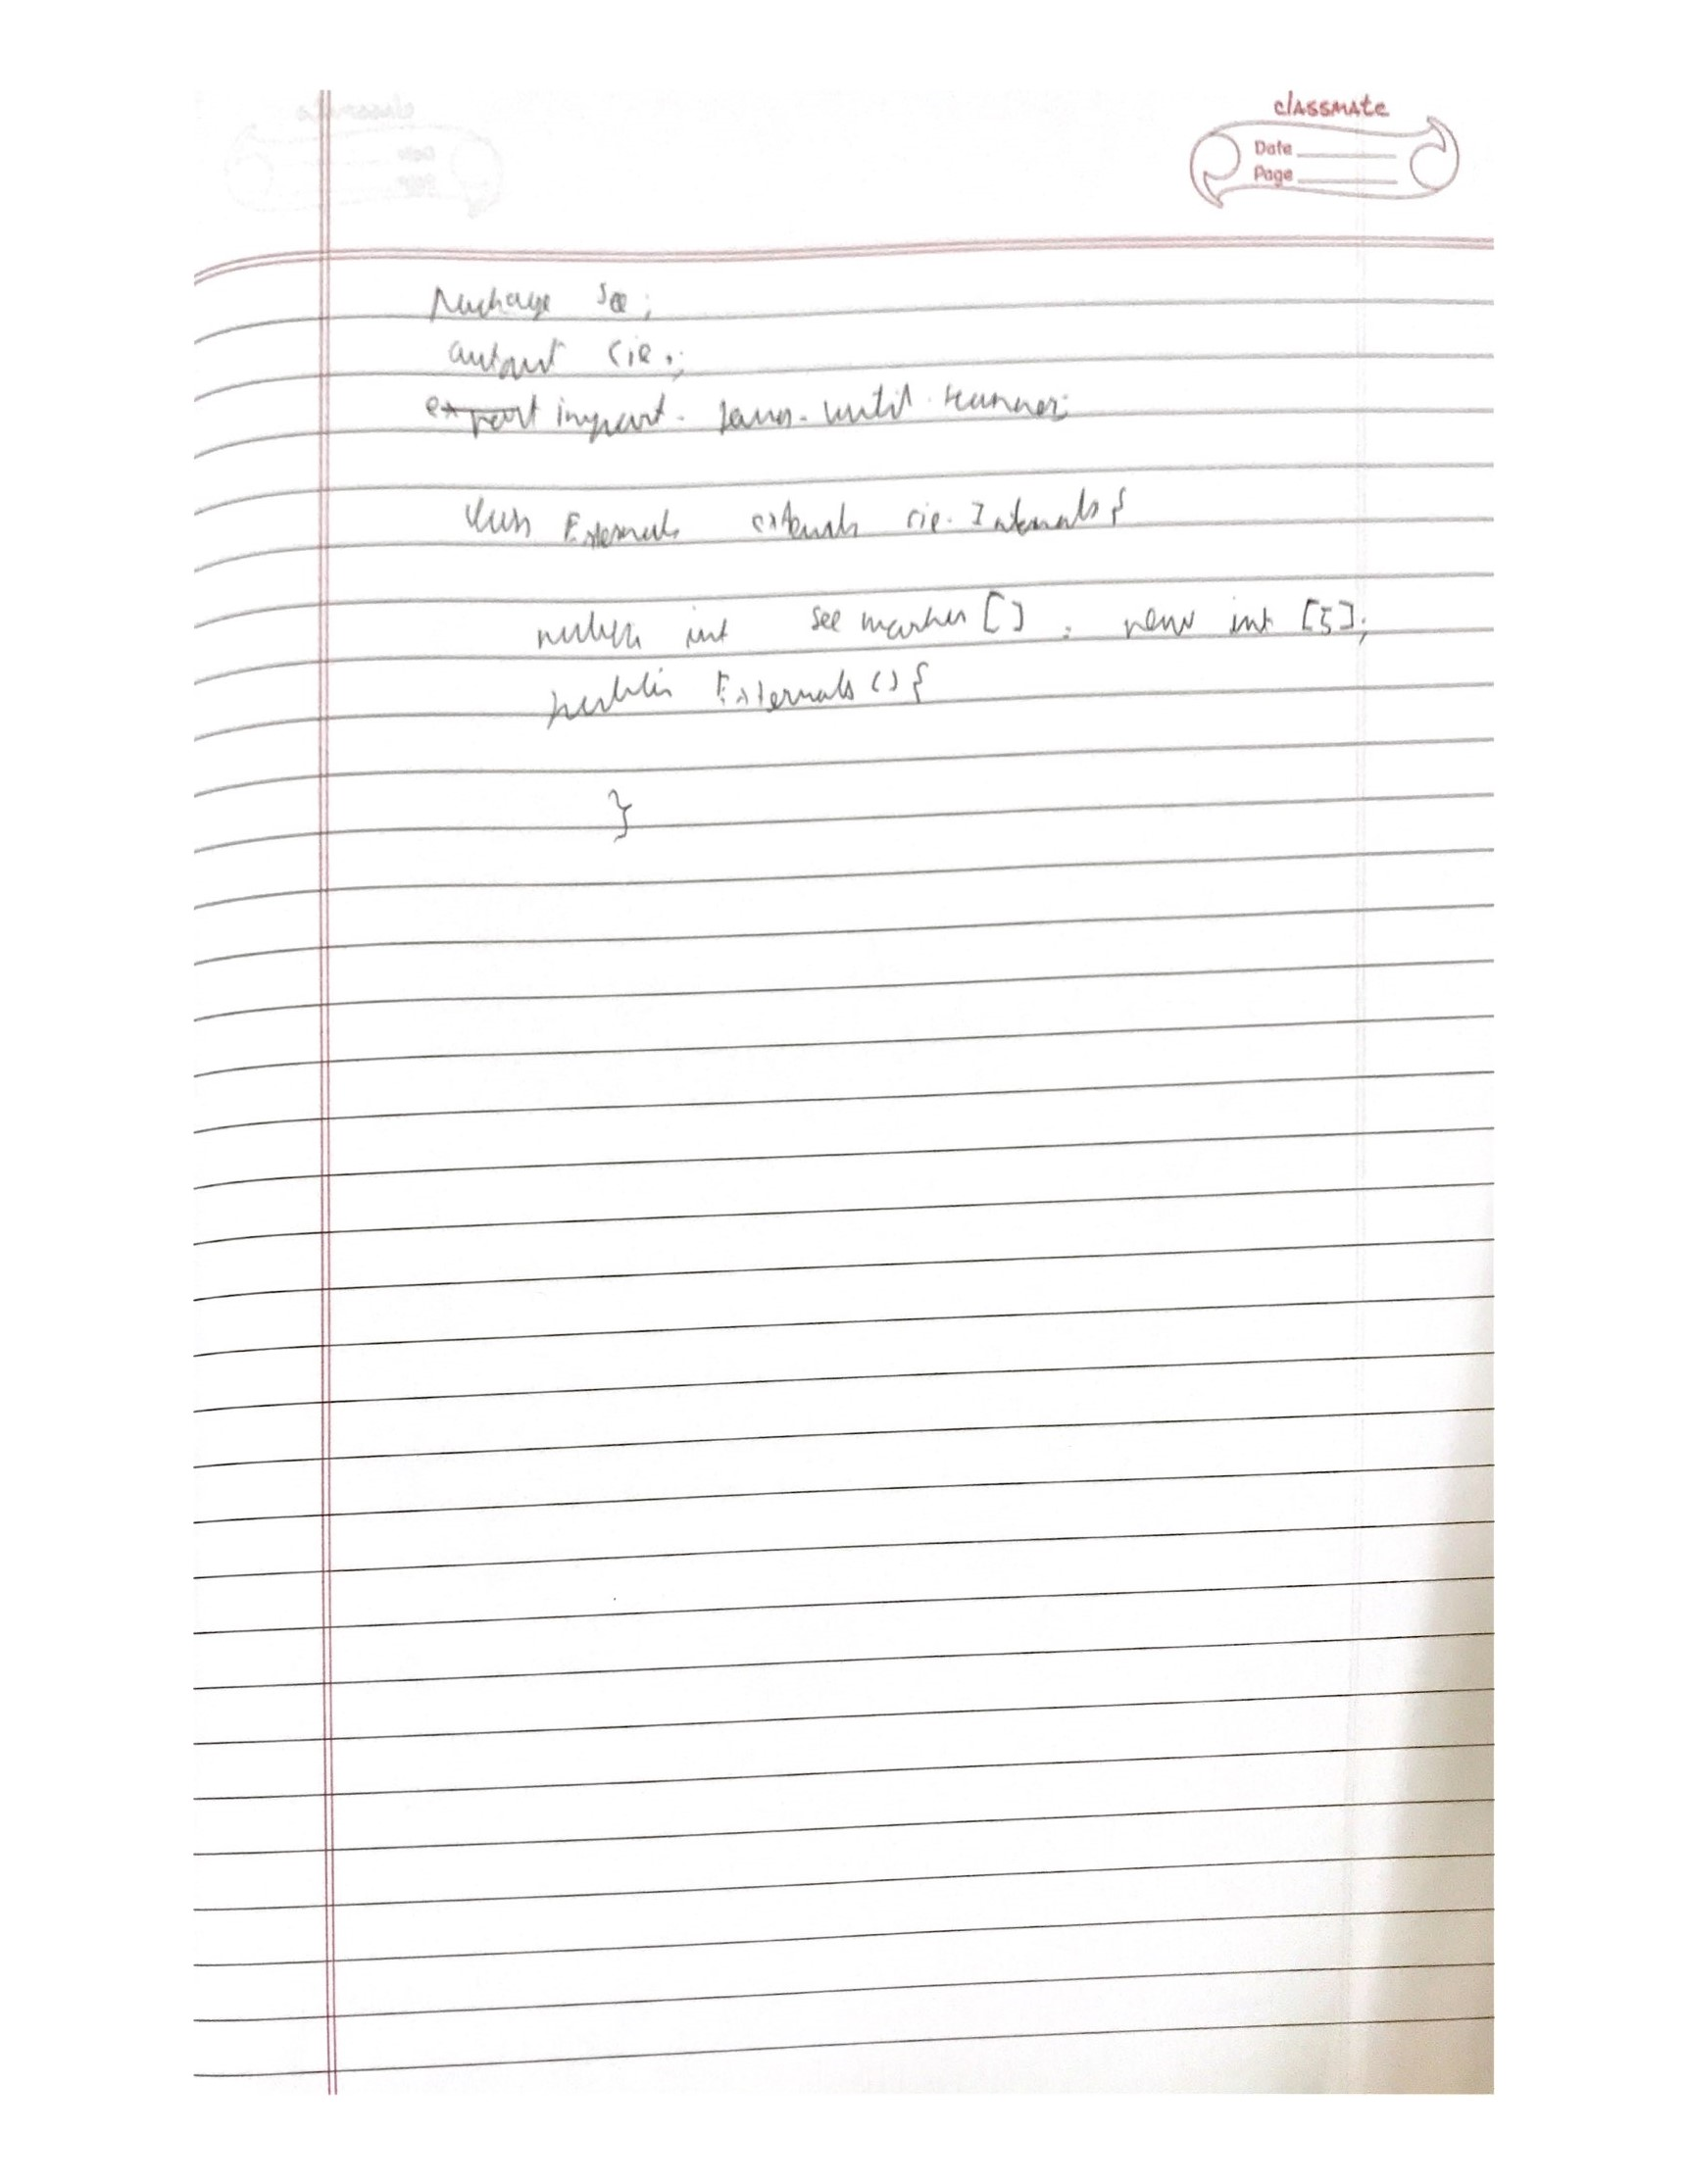 classmate
Date
Page
Package see;
import cie.;
export import. java. util. scanner;
class Externals extends cie. Internals {
public int see marks [] = new int [5];
public Externals () {
}